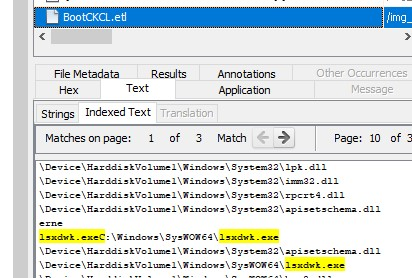 BootCKCL.etl /img_
File Metadata Results Annotations Other Occurrences
Hex Text Application Message
Strings Indexed Text Translation
Matches on page: 1 of 3 Match Page: 10 of 3
\Device\HarddiskVolume1\Windows\System32\lpk.dll
\Device\HarddiskVolume1\Windows\System32\imm32.dll
\Device\HarddiskVolume1\Windows\System32\rpcrt4.dll
\Device\HarddiskVolume1\Windows\System32\apisetschema.dll
erne
lsxdwk.exeC:\Windows\SysWOW64\lsxdwk.exe
\Device\HarddiskVolume1\Windows\System32\apisetschema.dll
\Device\HarddiskVolume1\Windows\SysWOW64\lsxdwk.exe